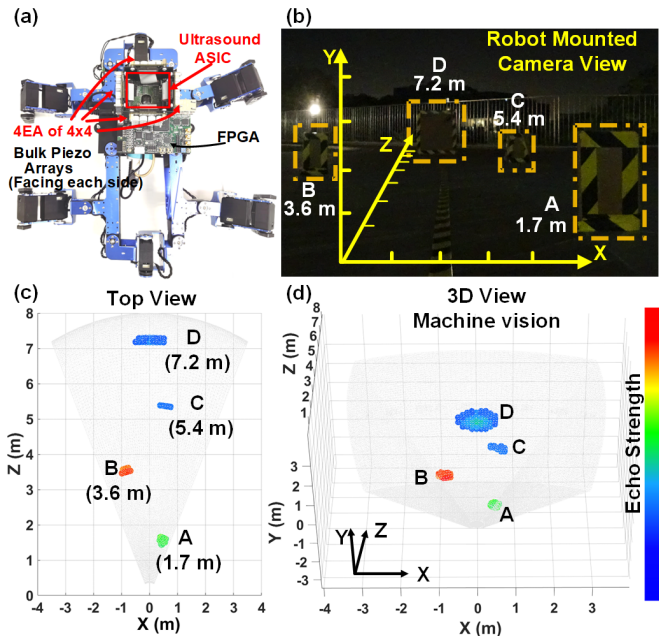 (a)
Ultrasound
ASIC
4EA of 4x4
FPGA
Bulk Piezo
Arrays
(Facing each side)
(b)
Robot Mounted
Camera View
Y
D
7.2 m
C
5.4 m
Z
B
3.6 m
A
1.7 m
X
(c)
Top View
8
7
6
5
4
3
2
1
0
Z (m)
D
(7.2 m)
C
(5.4 m)
B
(3.6 m)
A
(1.7 m)
-4 -3 -2 -1 0 1 2 3 4
X (m)
(d)
3D View
Machine vision
8
7
6
5
4
3
2
1
Z (m)
3
2
1
0
-1
-2
-3
Y (m)
D
C
B
A
Y
Z
X
-4 -2 0 2
X (m)
Echo Strength